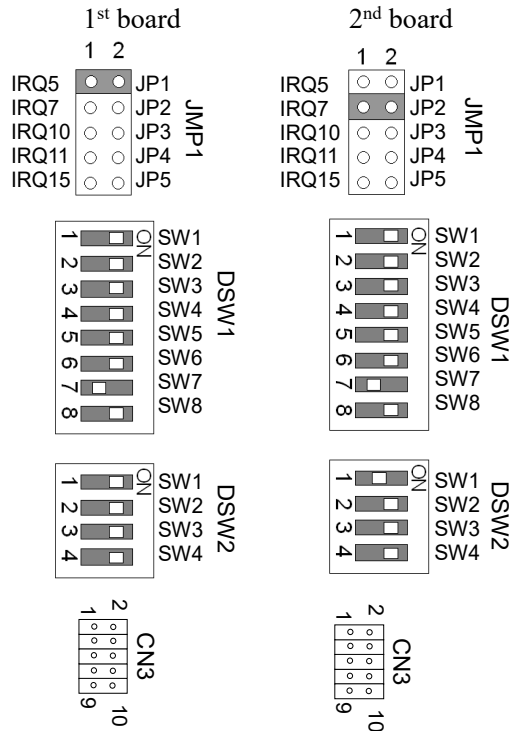 1st board
1 2
IRQ5 JP1
IRQ7 JP2
IRQ10 JP3
IRQ11 JP4
IRQ15 JP5
JMP1
1 SW1
2 SW2
3 SW3
4 SW4
5 SW5
6 SW6
7 SW7
8 SW8
ON
DSW1
1 SW1
2 SW2
3 SW3
4 SW4
ON
DSW2
1 2
9 10
CN3
2nd board
1 2
IRQ5 JP1
IRQ7 JP2
IRQ10 JP3
IRQ11 JP4
IRQ15 JP5
JMP1
1 SW1
2 SW2
3 SW3
4 SW4
5 SW5
6 SW6
7 SW7
8 SW8
ON
DSW1
1 SW1
2 SW2
3 SW3
4 SW4
ON
DSW2
1 2
9 10
CN3